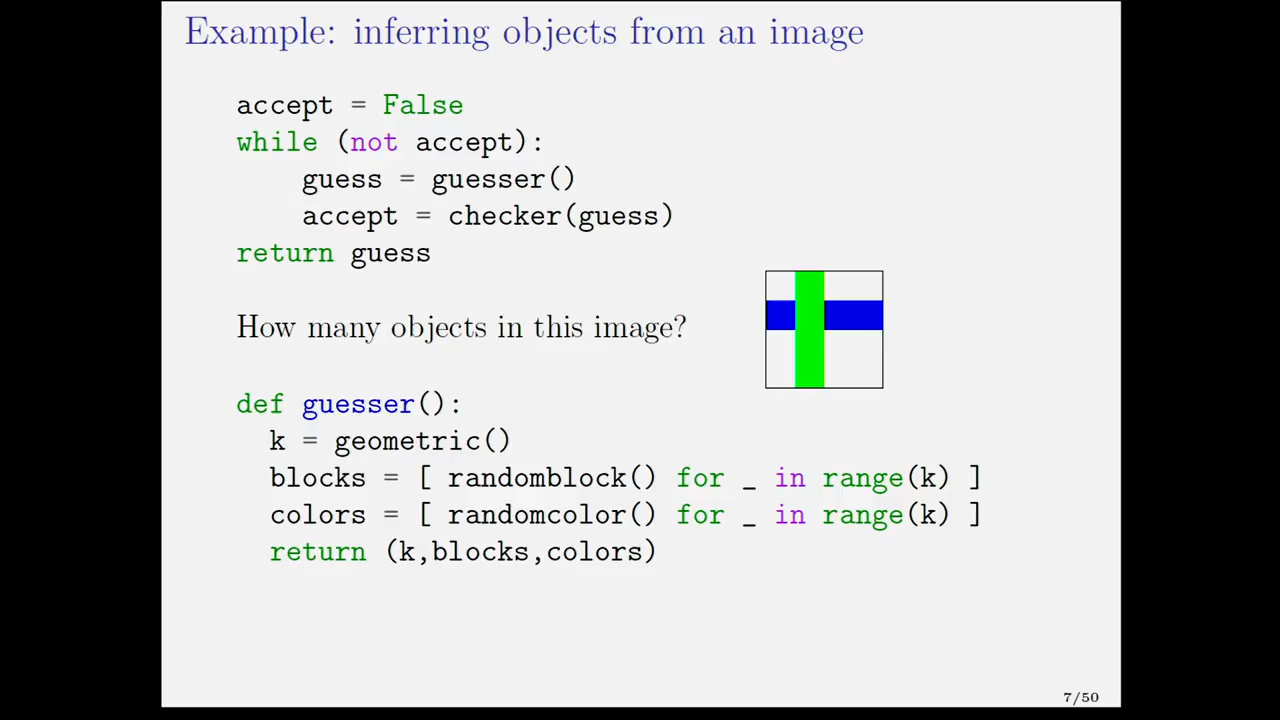 Example: inferring objects from an image
accept = False
while (not accept):
    guess = guesser()
    accept = checker(guess)
return guess
How many objects in this image?
def guesser():
  k = geometric()
  blocks = [ randomblock() for _ in range(k) ]
  colors = [ randomcolor() for _ in range(k) ]
  return (k,blocks,colors)
7/50